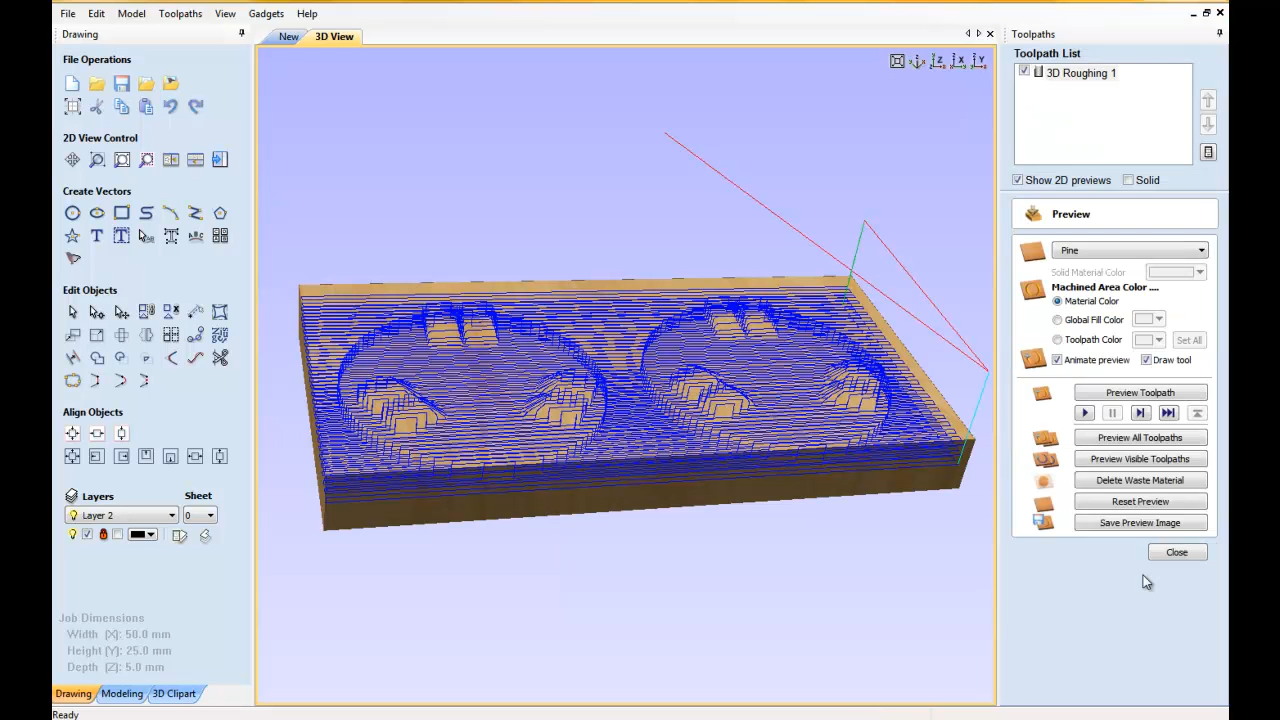 File Edit Model Toolpaths View Gadgets Help
Drawing
File Operations
2D View Control
Create Vectors
Edit Objects
Align Objects
Layers Sheet
Layer 2 0
Job Dimensions
Width [X]: 50.0 mm
Height [Y]: 25.0 mm
Depth [Z]: 5.0 mm
Drawing Modeling 3D Clipart
Ready
New 3D View
Toolpaths
Toolpath List
3D Roughing 1
Show 2D previews Solid
Preview
Pine
Solid Material Color
Machined Area Color ....
Material Color
Global Fill Color
Toolpath Color Set All
Animate preview Draw tool
Preview Toolpath
Preview All Toolpaths
Preview Visible Toolpaths
Delete Waste Material
Reset Preview
Save Preview Image
Close